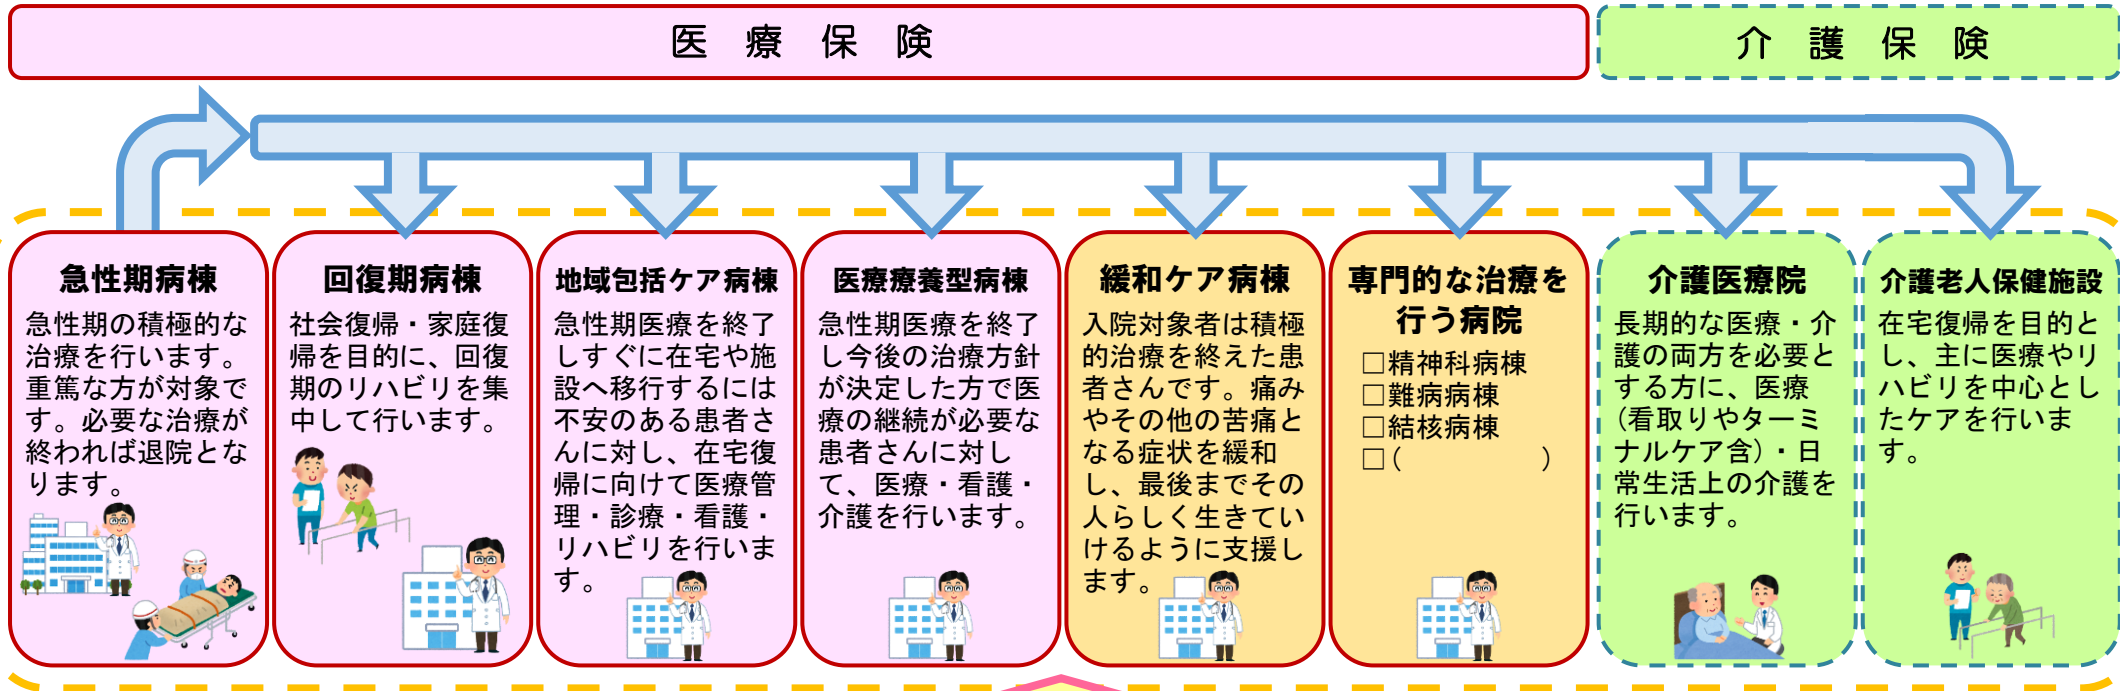 医療保険
介護保険
急性期病棟
急性期の積極的な
治療を行います。
重篤な方が対象で
す。必要な治療が
終われば退院とな
ります。
回復期病棟
社会復帰・家庭復
帰を目的に、回復
期のリハビリを集
中して行います。
地域包括ケア病棟
急性期医療を終了
しすぐに在宅や施
設へ移行するには
不安のある患者さ
んに対し、在宅復
帰に向けて医療管
理・診療・看護・
リハビリを行いま
す。
医療療養型病棟
急性期医療を終了
し今後の治療方針
が決定した方で医
療の継続が必要な
患者さんに対し
て、医療・看護・
介護を行います。
緩和ケア病棟
入院対象者は積極
的治療を終えた患
者さんです。痛み
やその他の苦痛と
なる症状を緩和
し、最後までその
人らしく生きてい
けるように支援し
ます。
専門的な治療を
行う病院
□精神科病棟
□難病病棟
□結核病棟
□(　　　　　)
介護医療院
長期的な医療・介
護の両方を必要と
する方に、医療
(看取りやターミ
ナルケア含)・日
常生活上の介護を
行います。
介護老人保健施設
在宅復帰を目的と
し、主に医療やリ
ハビリを中心とし
たケアを行いま
す。